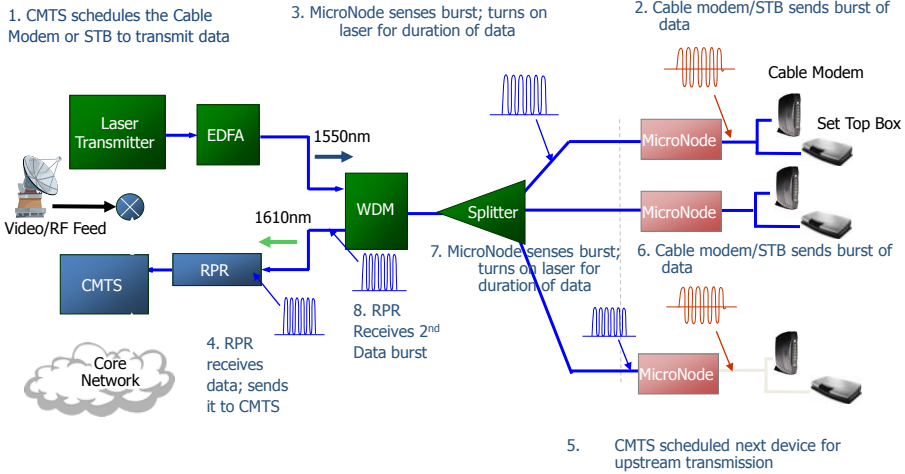 1. CMTS schedules the Cable
Modem or STB to transmit data
3. MicroNode senses burst; turns on
laser for duration of data
2. Cable modem/STB sends burst of
data
Cable Modem
Set Top Box
Laser
Transmitter
EDFA
1550nm
MicroNode
WDM
Splitter
MicroNode
Video/RF Feed
1610nm
7. MicroNode senses burst;
turns on laser for
duration of data
6. Cable modem/STB sends burst of
data
CMTS
RPR
8. RPR
Receives 2nd
Data burst
4. RPR
receives
data; sends
it to CMTS
Core
Network
MicroNode
5. CMTS scheduled next device for
upstream transmission